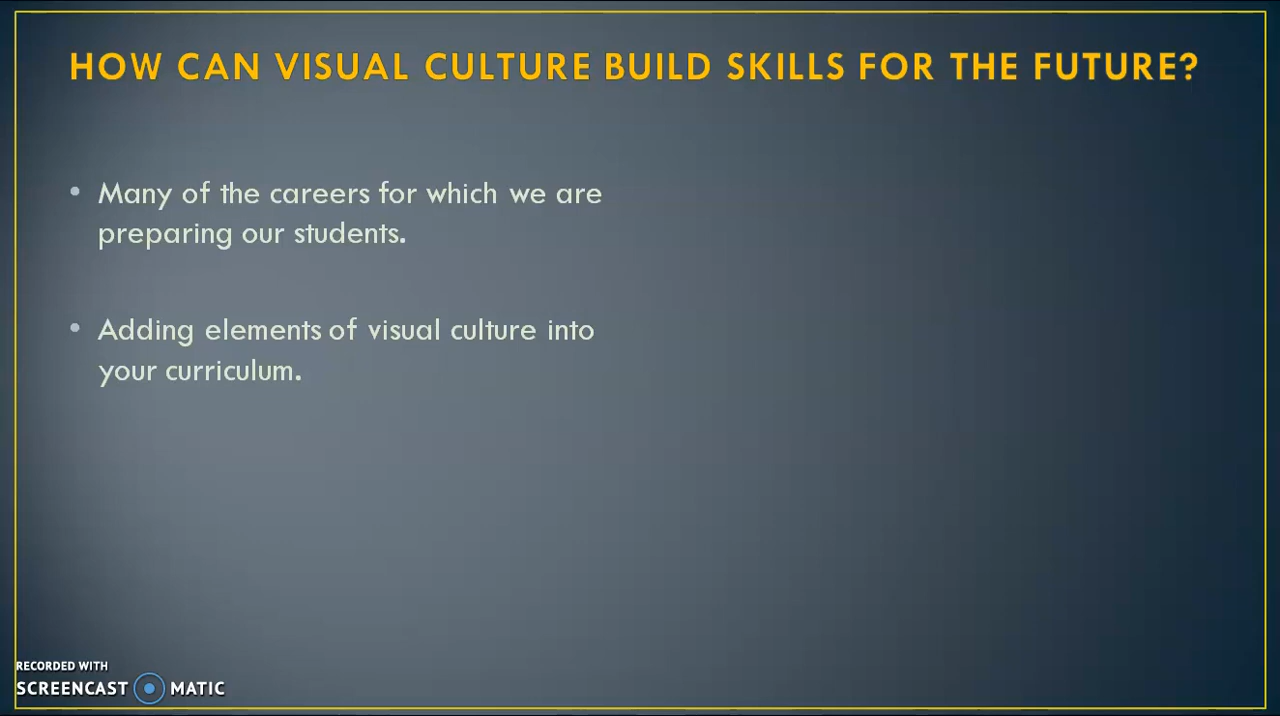 HOW CAN VISUAL CULTURE BUILD SKILLS FOR THE FUTURE?
• Many of the careers for which we are
preparing our students.
• Adding elements of visual culture into
your curriculum.
RECORDED WITH
SCREENCAST MATIC